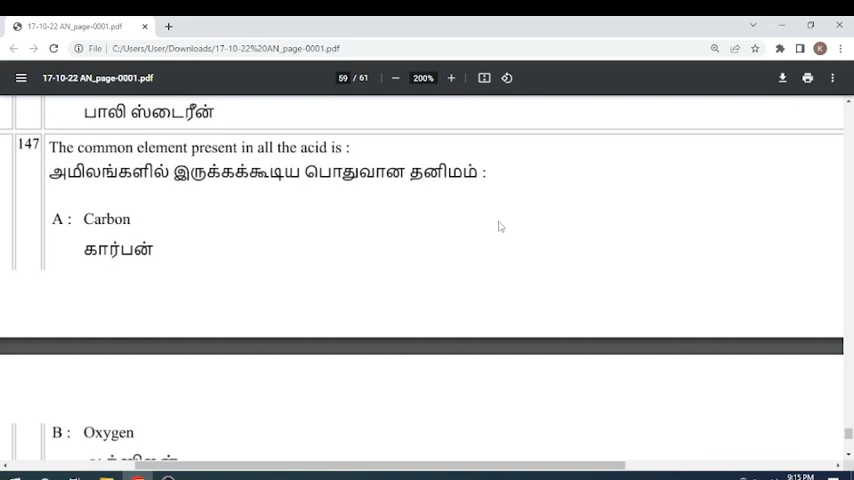 17-10-22 AN_page-0001.pdf
File | C:/Users/User/Downloads/17-10-22%20AN_page-0001.pdf
K
17-10-22 AN_page-0001.pdf
59 / 61
200%
பாலி ஸ்டைரீன்
147 The common element present in all the acid is :
அமிலங்களில் இருக்கக்கூடிய பொதுவான தனிமம் :
A : Carbon
கார்பன்
B : Oxygen
9:15 PM